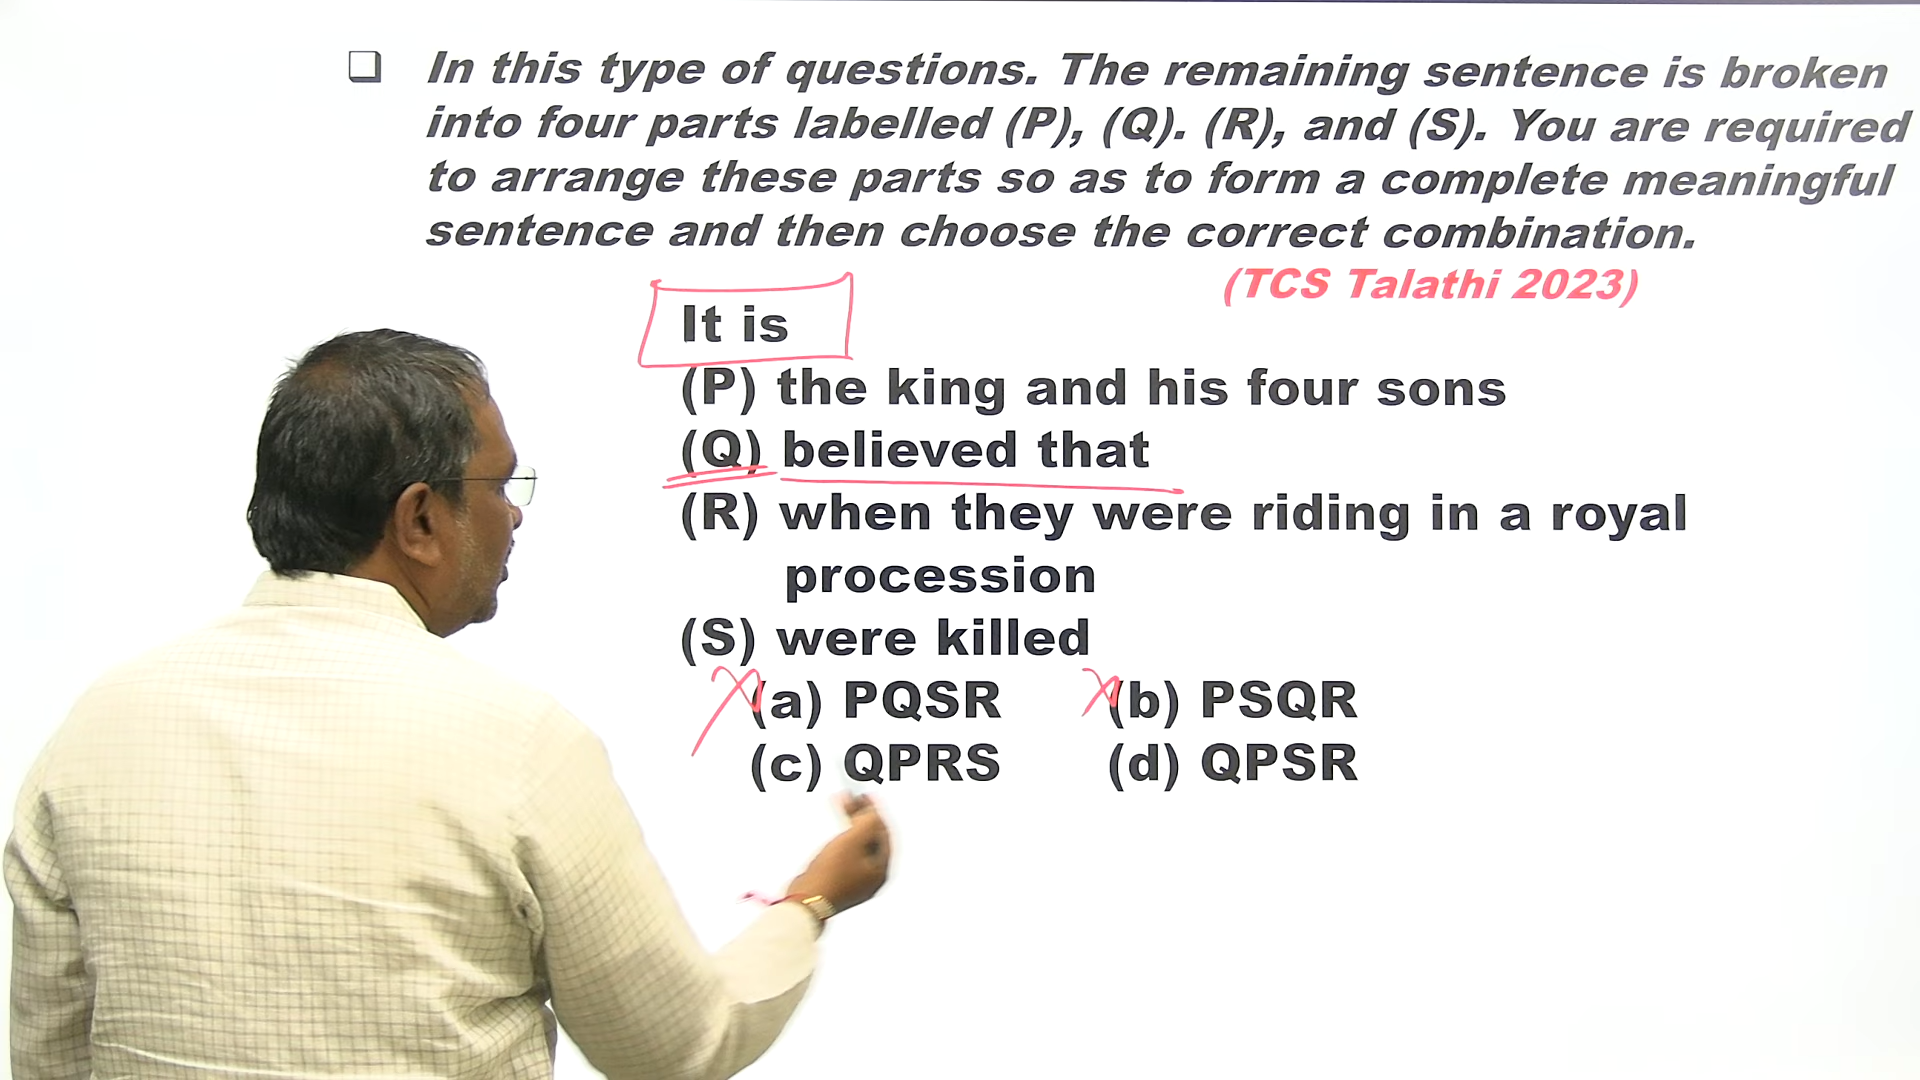 ❑ In this type of questions. The remaining sentence is broken
into four parts labelled (P), (Q). (R), and (S). You are required
to arrange these parts so as to form a complete meaningful
sentence and then choose the correct combination.
(TCS Talathi 2023)
It is
(P) the king and his four sons
(Q) believed that
(R) when they were riding in a royal
procession
(S) were killed
(a) PQSR (b) PSQR
(c) QPRS (d) QPSR